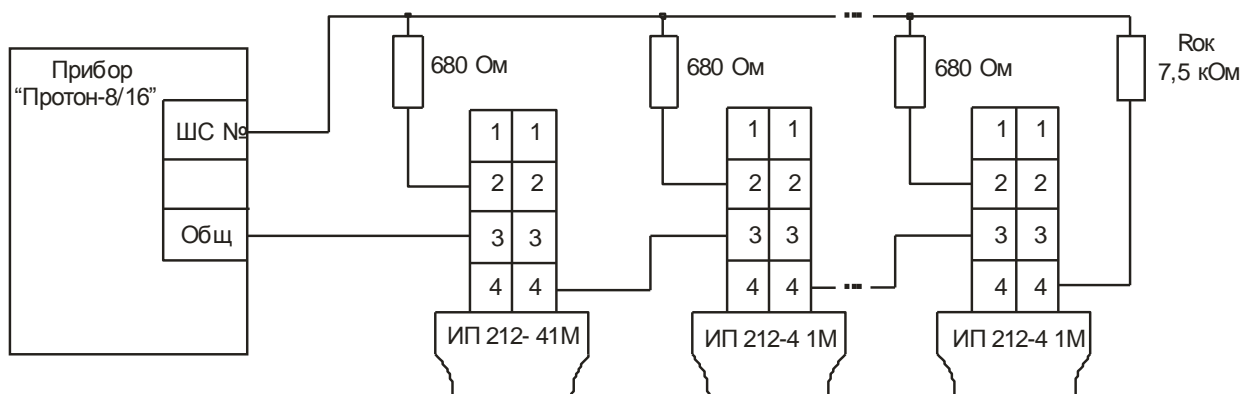 Прибор
“Протон-8/16”
ШС №
Общ
680 Ом
680 Ом
680 Ом
Rок
7,5 кОм
1 1
2 2
3 3
4 4
ИП 212- 41М
1 1
2 2
3 3
4 4
ИП 212-4 1М
1 1
2 2
3 3
4 4
ИП 212-4 1М